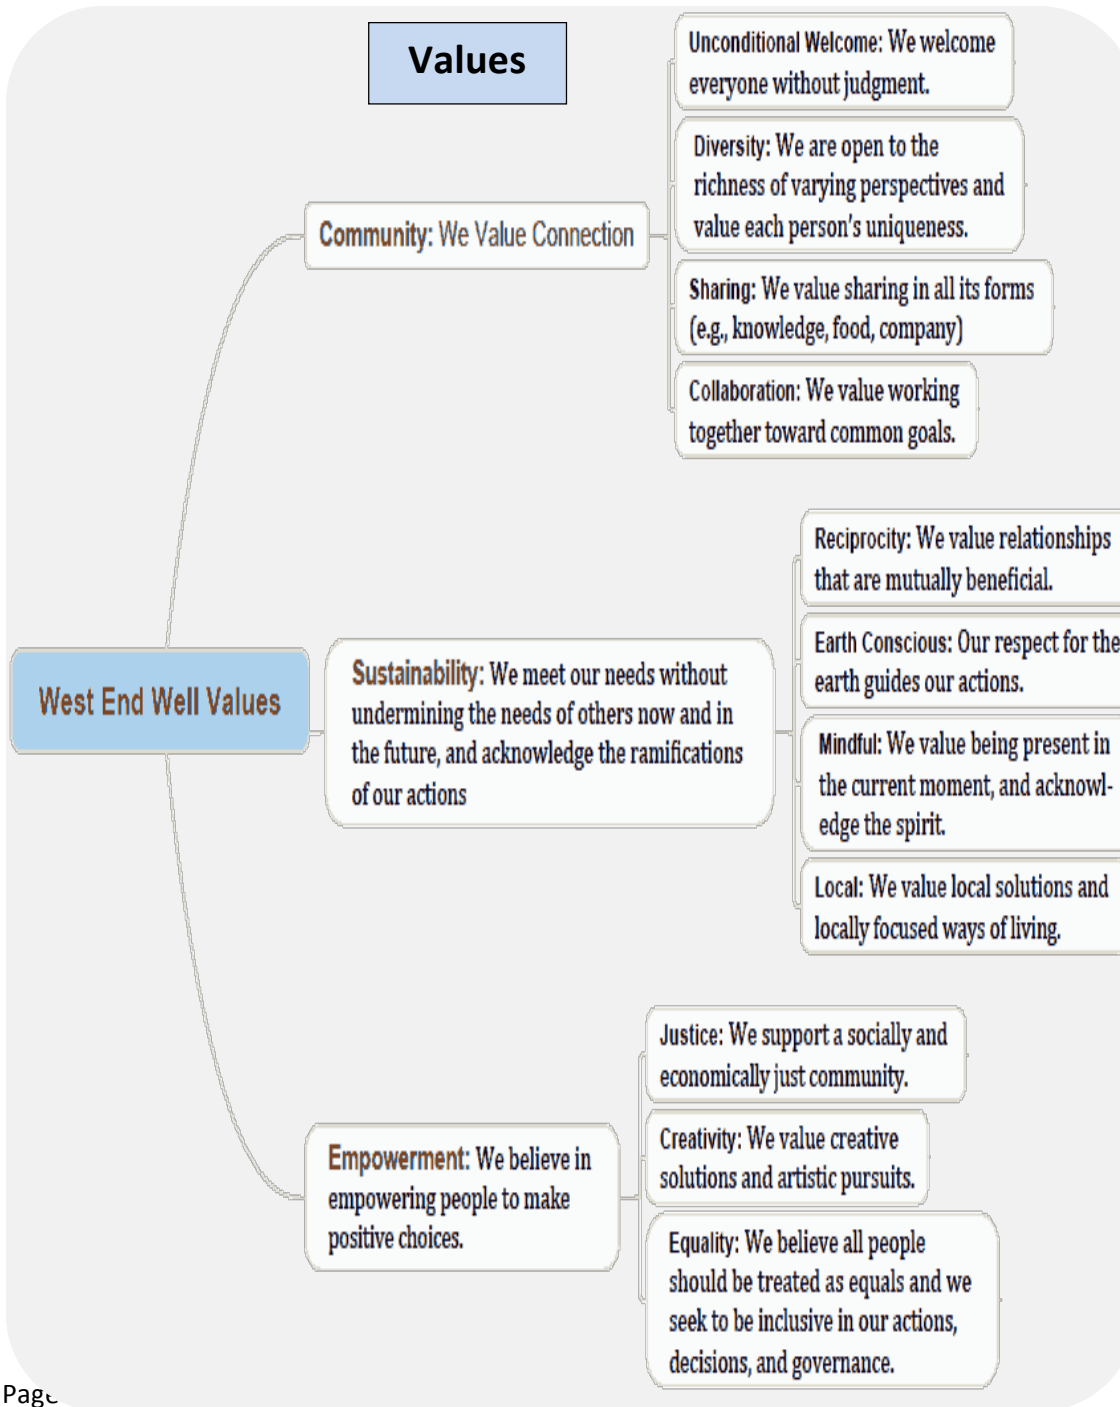 Values
Unconditional Welcome: We welcome
everyone without judgment.
Diversity: We are open to the
richness of varying perspectives and
value each person's uniqueness.
Community: We Value Connection
Sharing: We value sharing in all its forms
(e.g., knowledge, food, company)
Collaboration: We value working
together toward common goals.
West End Well Values
Sustainability: We meet our needs without
undermining the needs of others now and in
the future, and acknowledge the ramifications
of our actions
Reciprocity: We value relationships
that are mutually beneficial.
Earth Conscious: Our respect for the
earth guides our actions.
Mindful: We value being present in
the current moment, and acknowl-
edge the spirit.
Local: We value local solutions and
locally focused ways of living.
Empowerment: We believe in
empowering people to make
positive choices.
Justice: We support a socially and
economically just community.
Creativity: We value creative
solutions and artistic pursuits.
Equality: We believe all people
should be treated as equals and we
seek to be inclusive in our actions,
decisions, and governance.
Page